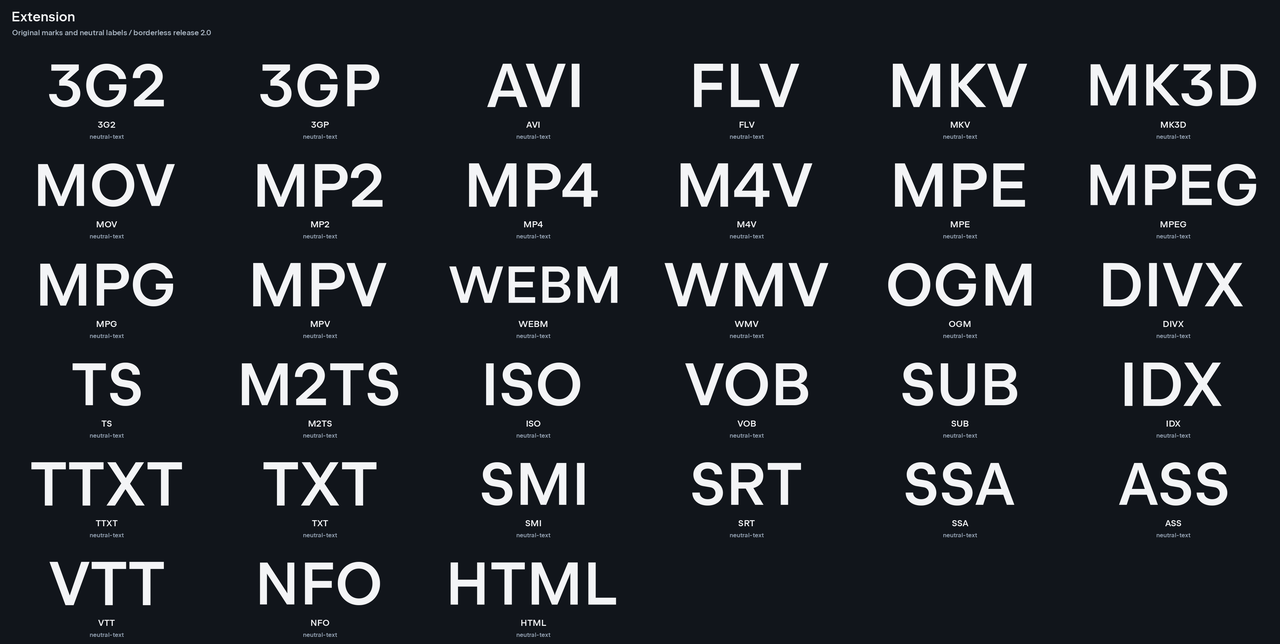 Extension
Original marks and neutral labels / borderless release 2.0
3G2 3GP AVI FLV MKV MK3D
3G2 3GP AVI FLV MKV MK3D
neutral-text neutral-text neutral-text neutral-text neutral-text neutral-text
MOV MP2 MP4 M4V MPE MPEG
MOV MP2 MP4 M4V MPE MPEG
neutral-text neutral-text neutral-text neutral-text neutral-text neutral-text
MPG MPV WEBM WMV OGM DIVX
MPG MPV WEBM WMV OGM DIVX
neutral-text neutral-text neutral-text neutral-text neutral-text neutral-text
TS M2TS ISO VOB SUB IDX
TS M2TS ISO VOB SUB IDX
neutral-text neutral-text neutral-text neutral-text neutral-text neutral-text
TTXT TXT SMI SRT SSA ASS
TTXT TXT SMI SRT SSA ASS
neutral-text neutral-text neutral-text neutral-text neutral-text neutral-text
VTT NFO HTML
VTT NFO HTML
neutral-text neutral-text neutral-text